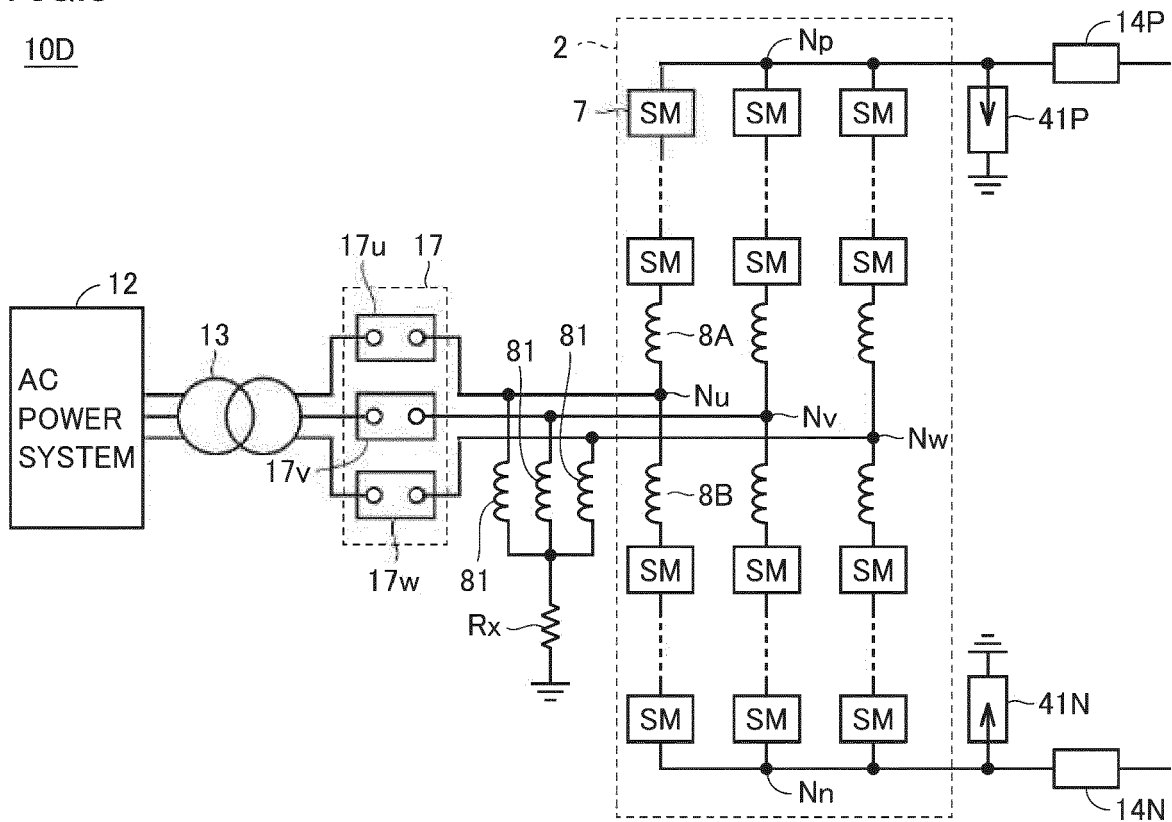 10D
2
Np
14P
7
SM
SM
SM
41P
17u
17
SM
SM
SM
12
13
81
81
8A
AC
POWER
SYSTEM
Nu
Nv
Nw
17v
8B
81
17w
SM
SM
SM
Rx
SM
SM
SM
41N
Nn
14N